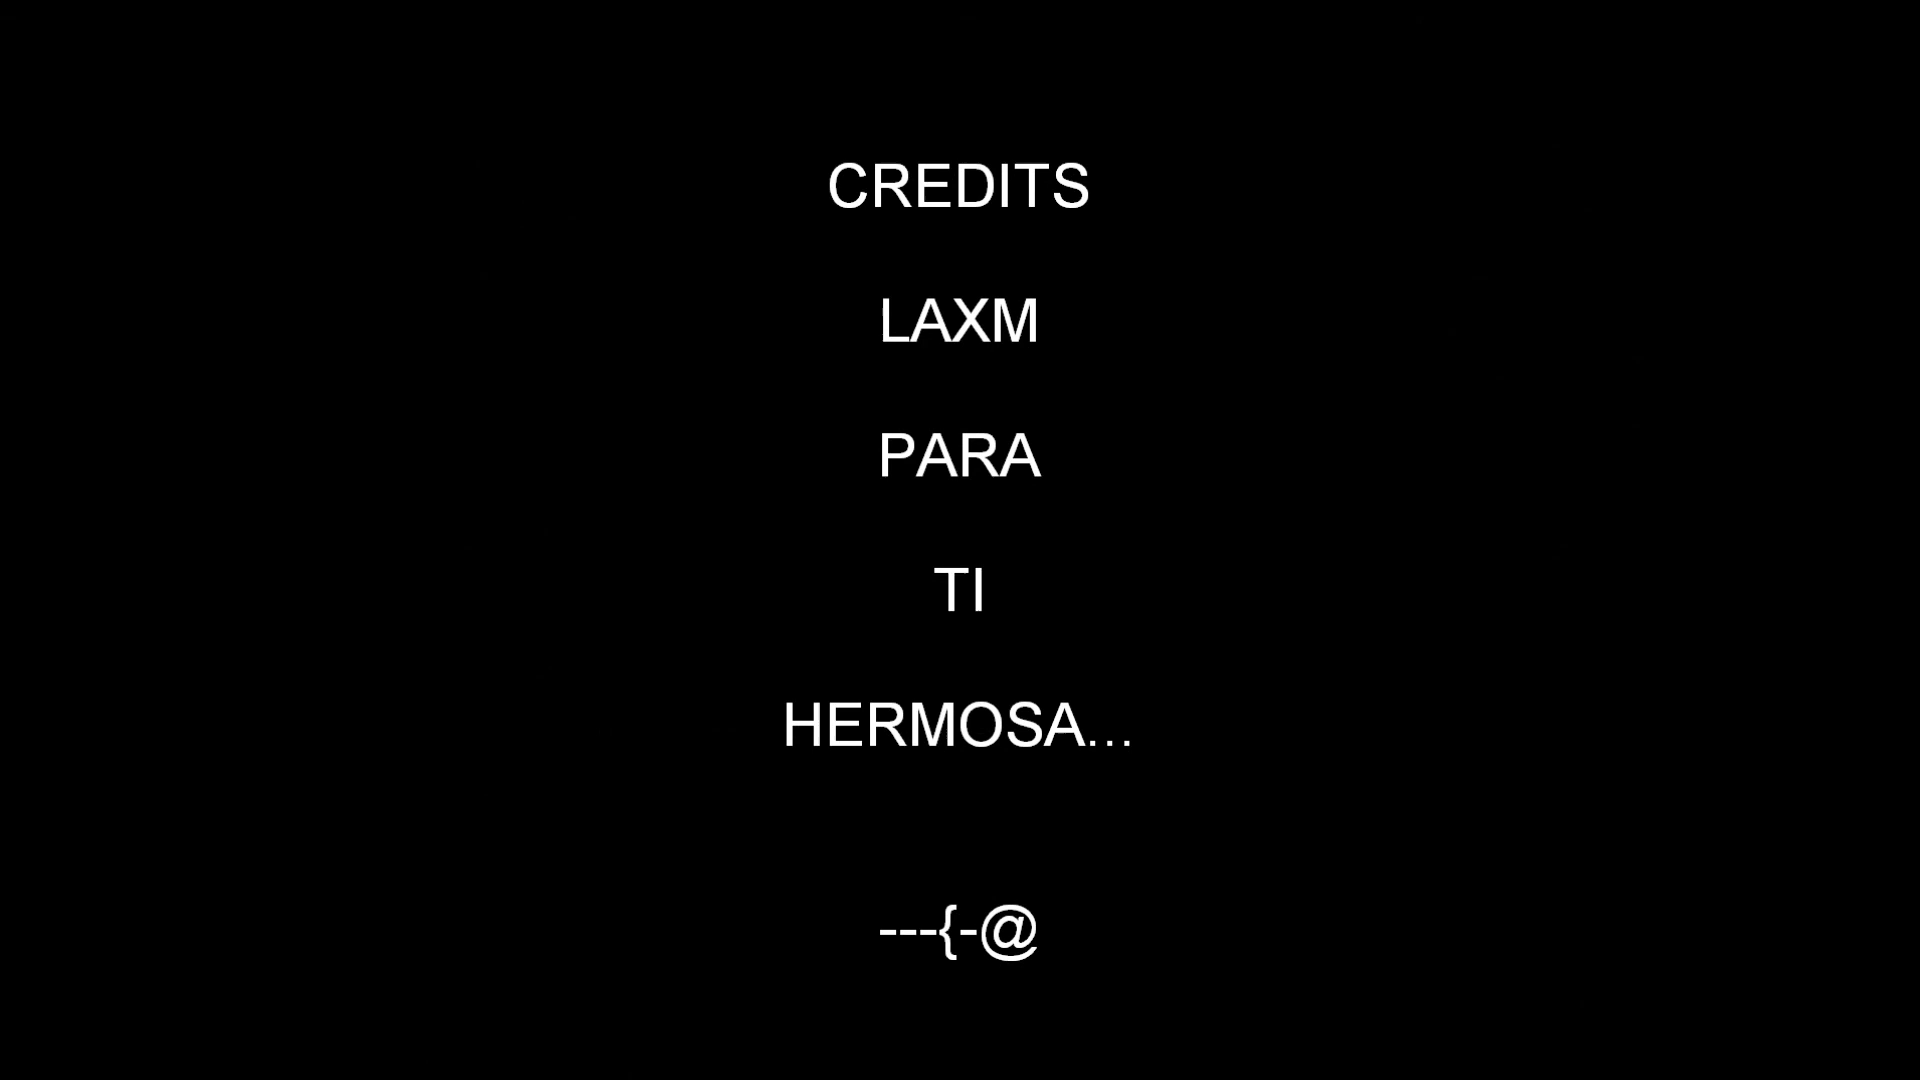 CREDITS
LAXM
PARA
TI
HERMOSA...
---{-@